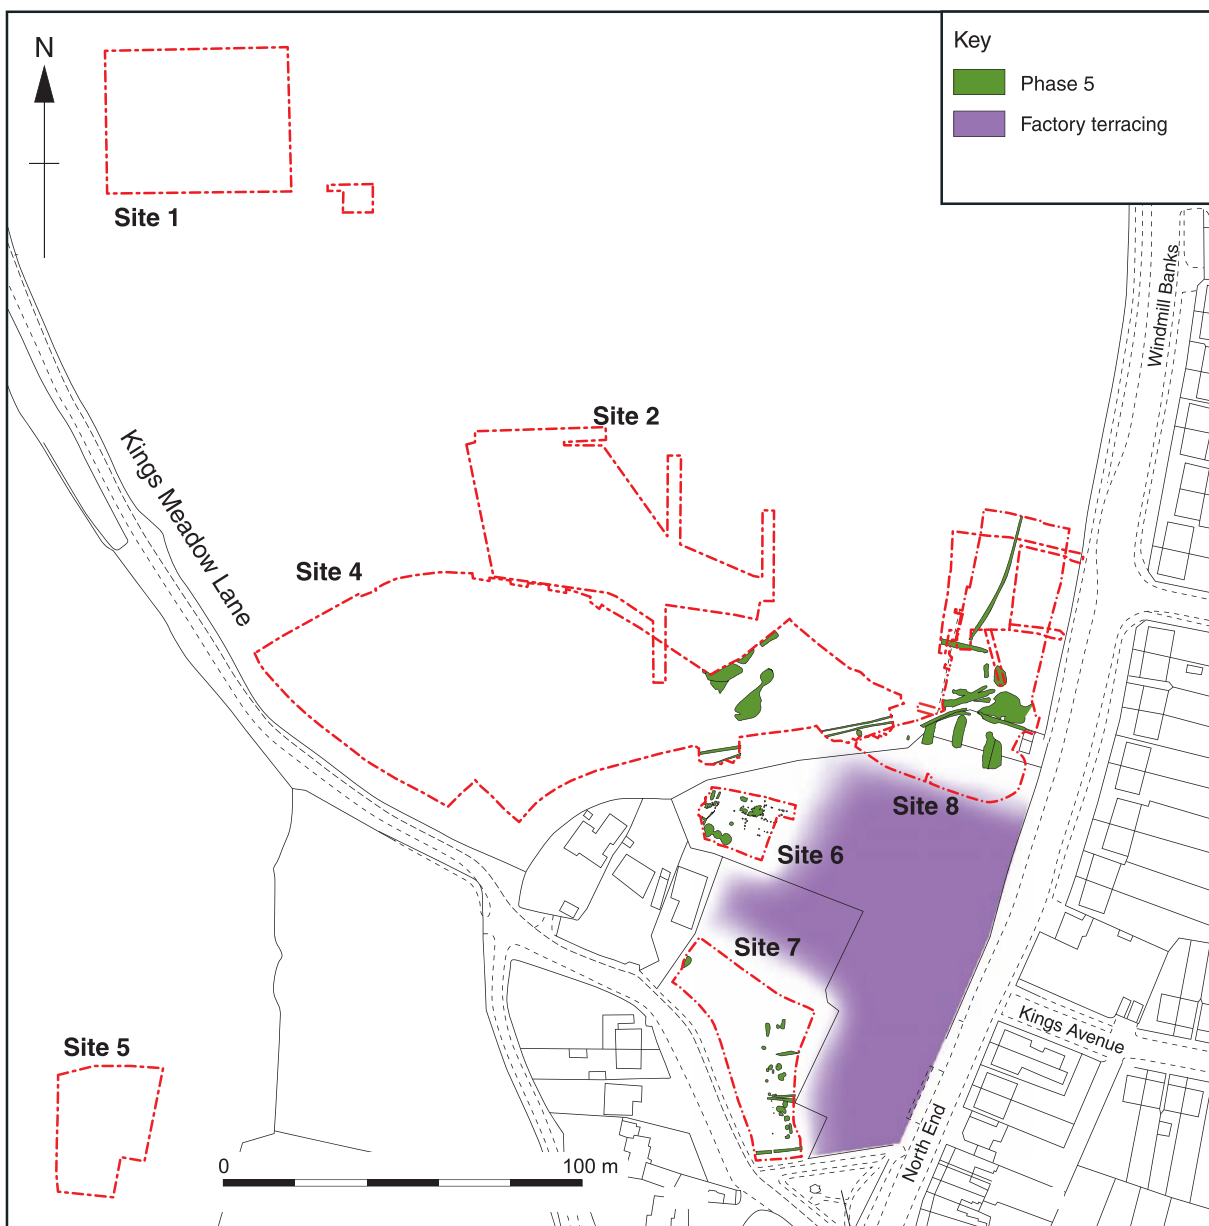 N
Key
Phase 5
Factory terracing
Site 1
Windmill Banks
Site 2
Kings Meadow Lane
Site 4
Site 8
Site 6
Site 7
Kings Avenue
Site 5
North End
0 100 m